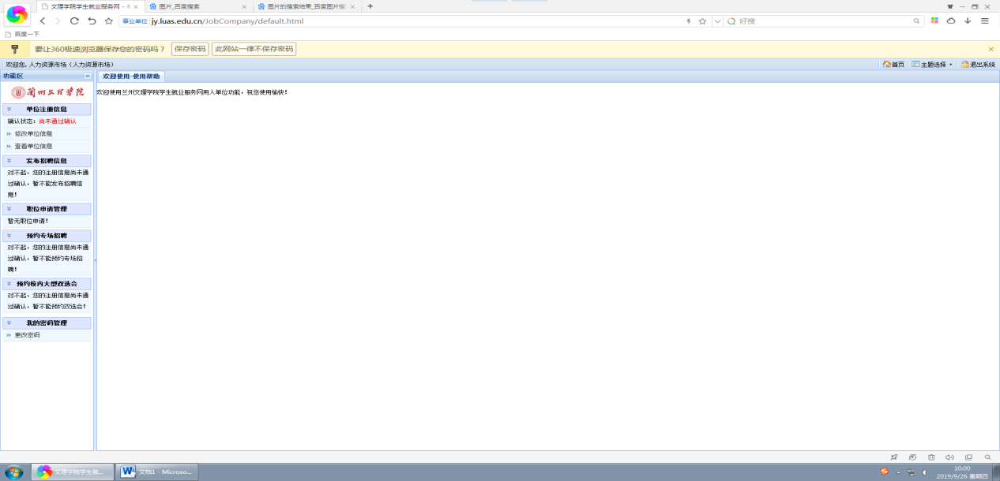 文理学院学生就业服务网 -
图片_百度搜索
图片的搜索结果_百度图片搜
事业单位
jy.luas.edu.cn/JobCompany/default.html
好搜
百度一下
要让360极速浏览器保存您的密码吗？
保存密码
此网站一律不保存密码
欢迎您, 人力资源市场（人力资源市场）
首页
主题选择
退出系统
功能区
欢迎使用-使用帮助
兰州文理学院
欢迎使用兰州文理学院学生就业服务网用人单位功能，祝您使用愉快！
单位注册信息
确认状态：尚未通过确认
修改单位信息
查看单位信息
发布招聘信息
对不起，您的注册信息尚未通
过确认，暂不能发布招聘信
息！
职位申请管理
暂无职位申请！
预约专场招聘
对不起，您的注册信息尚未通
过确认，暂不能预约专场招
聘！
预约校内大型双选会
对不起，您的注册信息尚未通
过确认，暂不能预约双选会！
我的密码管理
更改密码
文理学院学生就...
文档1 - Microso...
10:00
2019/9/26 星期四